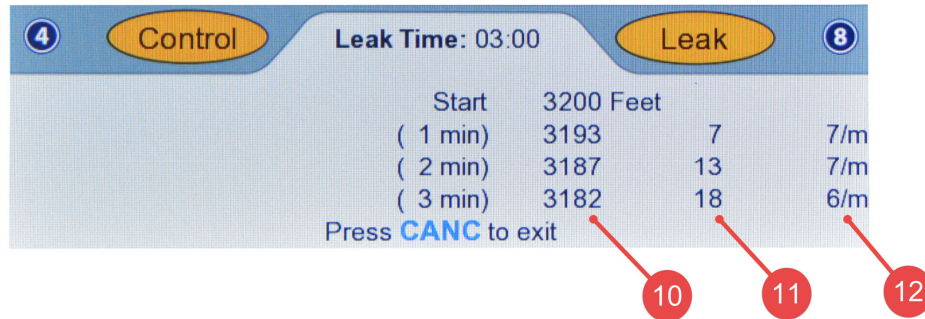 4 Control Leak Time: 03:00 Leak 8
Start 3200 Feet
( 1 min) 3193 7 7/m
( 2 min) 3187 13 7/m
( 3 min) 3182 18 6/m
Press CANC to exit
10 11 12